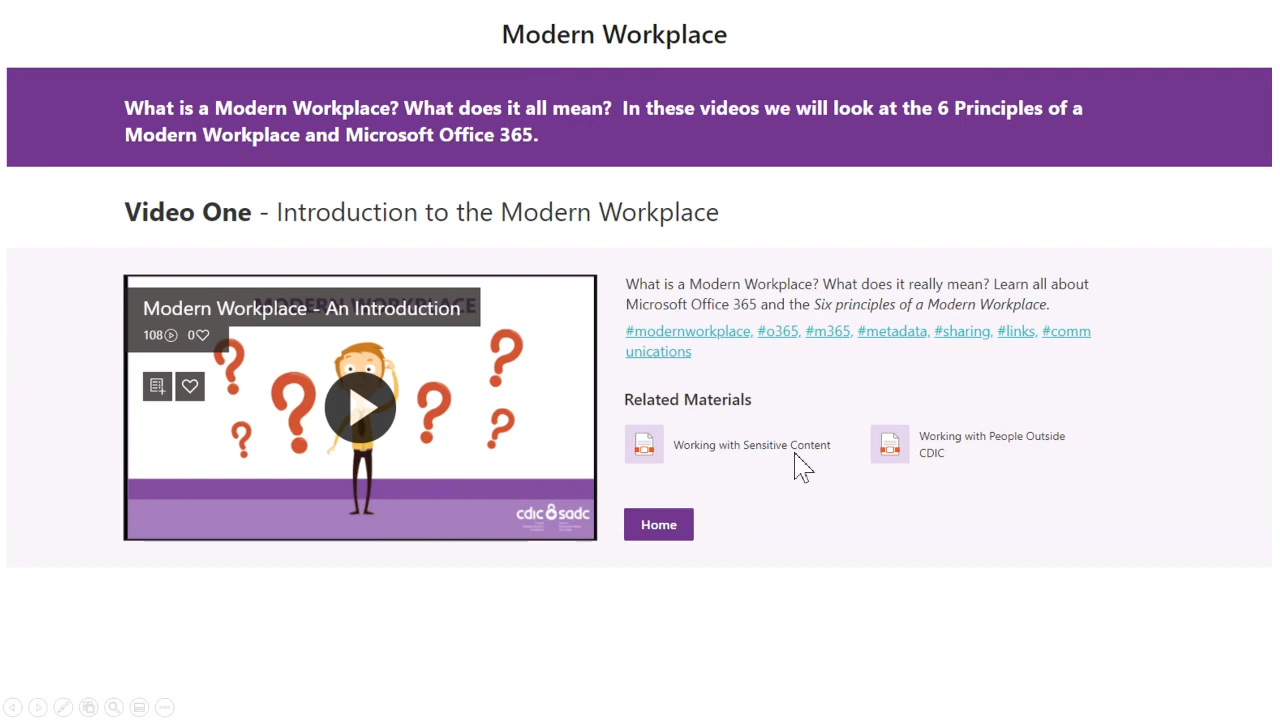 Modern Workplace
What is a Modern Workplace? What does it all mean?  In these videos we will look at the 6 Principles of a
Modern Workplace and Microsoft Office 365.
Video One - Introduction to the Modern Workplace
Modern Workplace - An Introduction
108 0
cdic sadc
What is a Modern Workplace? What does it really mean? Learn all about
Microsoft Office 365 and the Six principles of a Modern Workplace.
#modernworkplace, #o365, #m365, #metadata, #sharing, #links, #comm
unications
Related Materials
Working with Sensitive Content
Working with People Outside
CDIC
Home